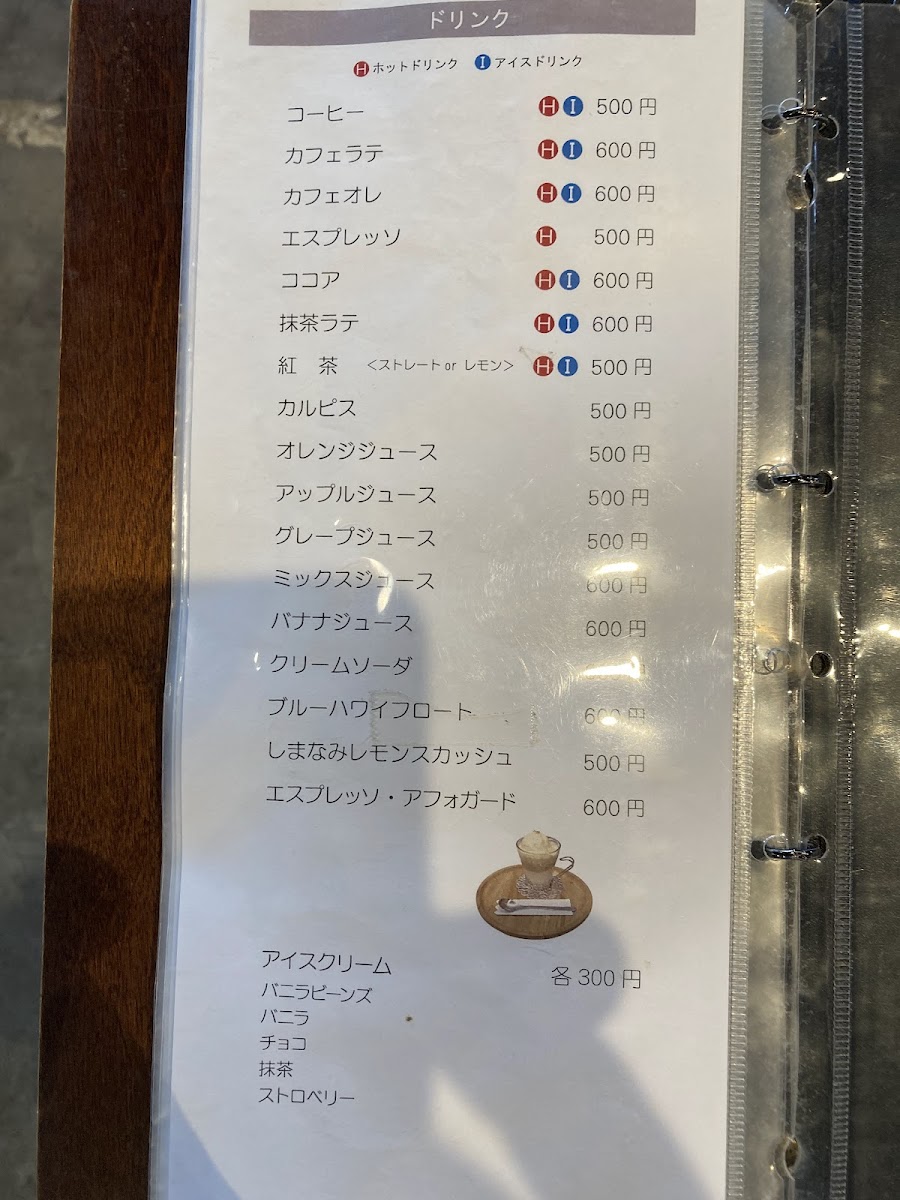 ドリンク
Ⓗホットドリンク Ⓘアイスドリンク
コーヒー ⒽⒾ 500円
カフェラテ ⒽⒾ 600円
カフェオレ ⒽⒾ 600円
エスプレッソ Ⓗ 500円
ココア ⒽⒾ 600円
抹茶ラテ ⒽⒾ 600円
紅 茶 <ストレート or レモン> ⒽⒾ 500円
カルピス 500円
オレンジジュース 500円
アップルジュース 500円
グレープジュース 500円
ミックスジュース 600円
バナナジュース 600円
クリームソーダ
ブルーハワイフロート 600円
しまなみレモンスカッシュ 500円
エスプレッソ・アフォガード 600円
アイスクリーム 各300円
バニラビーンズ
バニラ
チョコ
抹茶
ストロベリー